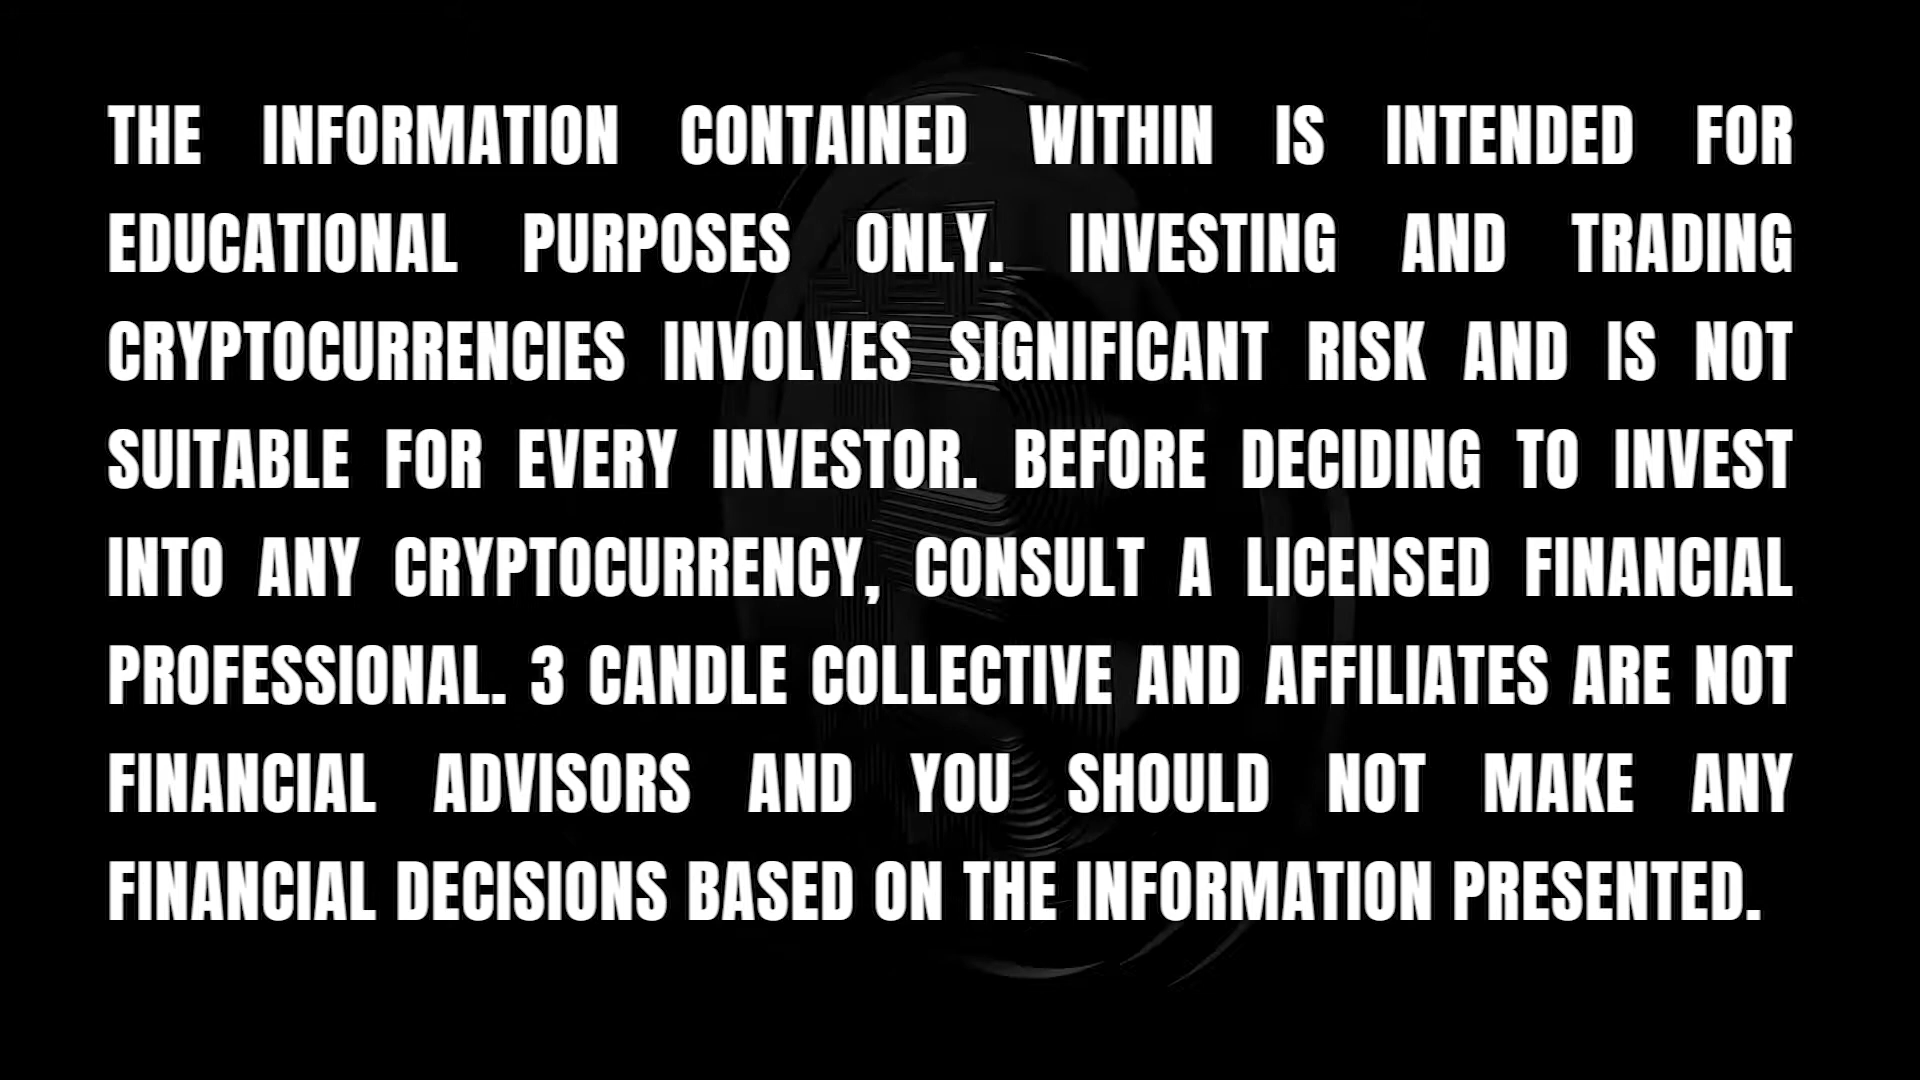 THE INFORMATION CONTAINED WITHIN IS INTENDED FOR
EDUCATIONAL PURPOSES ONLY. INVESTING AND TRADING
CRYPTOCURRENCIES INVOLVES SIGNIFICANT RISK AND IS NOT
SUITABLE FOR EVERY INVESTOR. BEFORE DECIDING TO INVEST
INTO ANY CRYPTOCURRENCY, CONSULT A LICENSED FINANCIAL
PROFESSIONAL. 3 CANDLE COLLECTIVE AND AFFILIATES ARE NOT
FINANCIAL ADVISORS AND YOU SHOULD NOT MAKE ANY
FINANCIAL DECISIONS BASED ON THE INFORMATION PRESENTED.